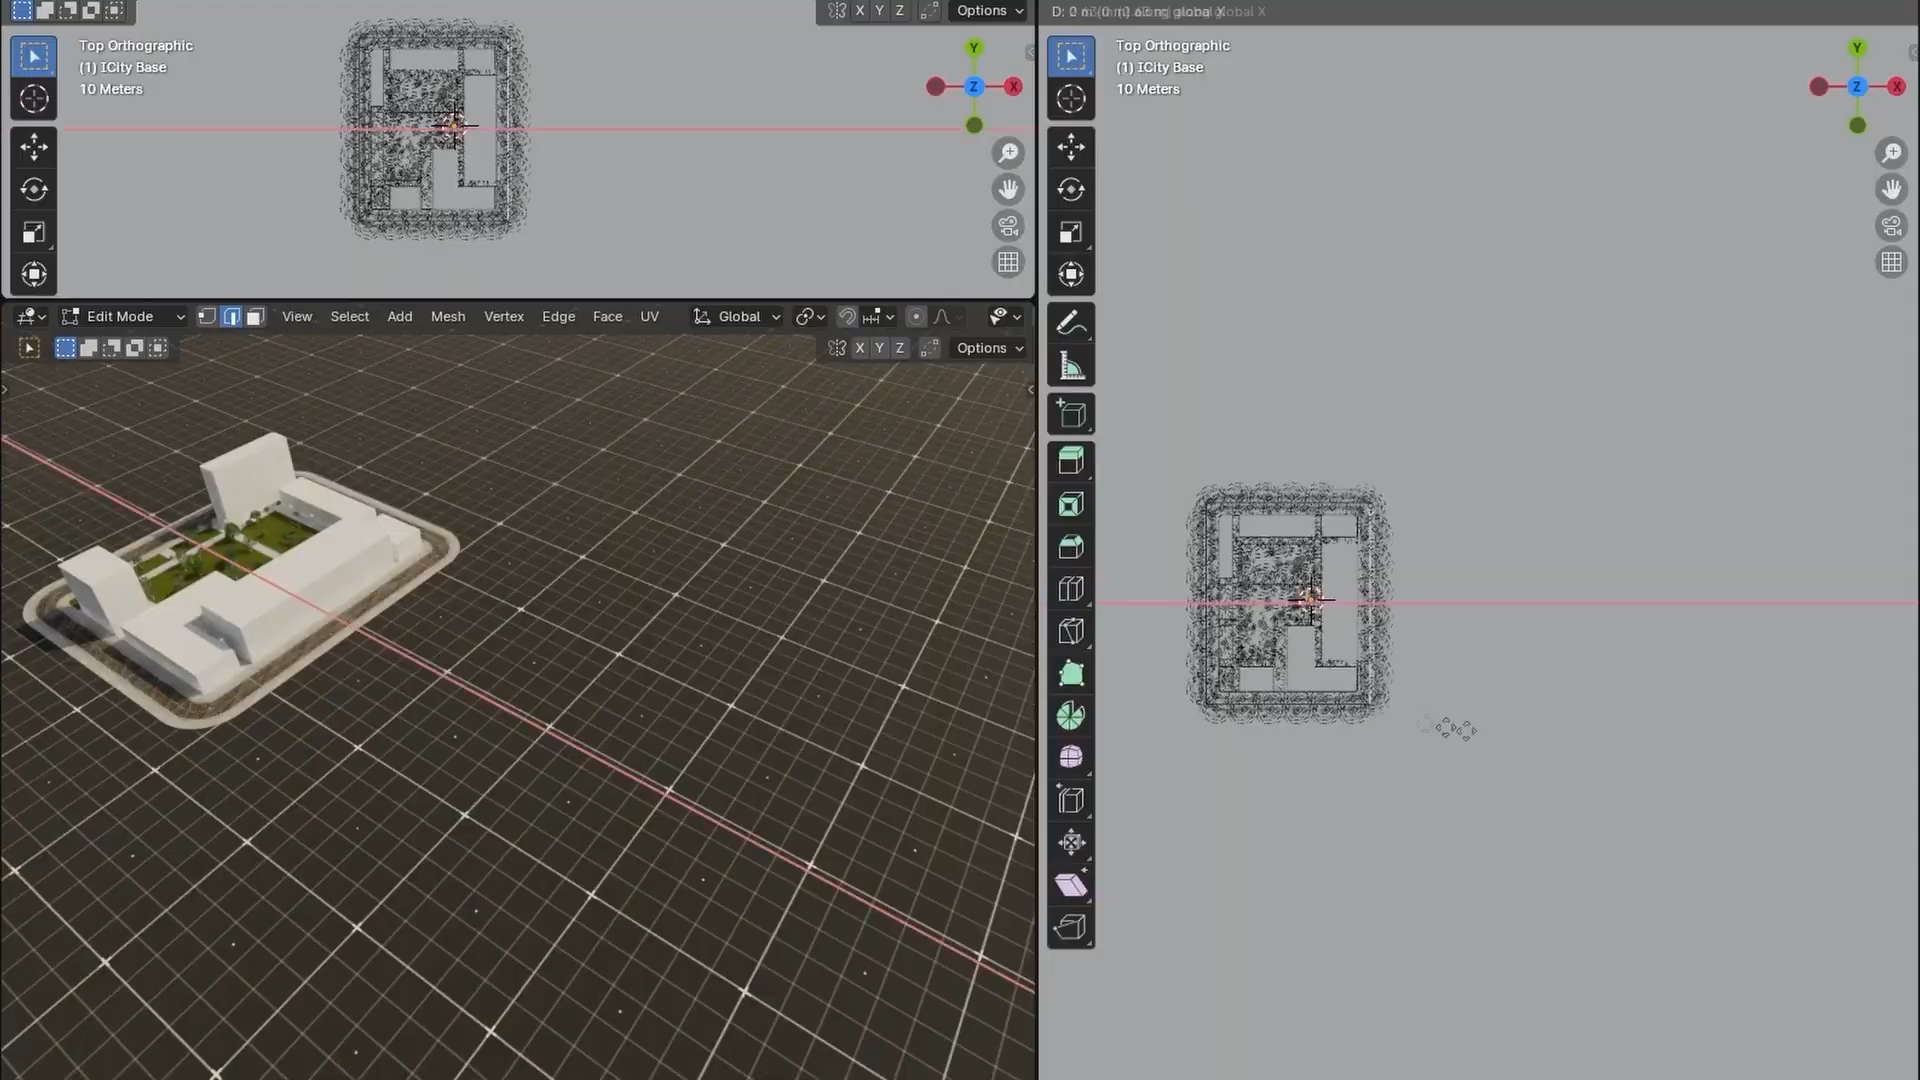 X Y Z Options
Top Orthographic
(1) ICity Base
10 Meters
Y
Z
X
Edit Mode View Select Add Mesh Vertex Edge Face UV Global
X Y Z Options
D:
Top Orthographic
(1) ICity Base
10 Meters
Y
Z
X